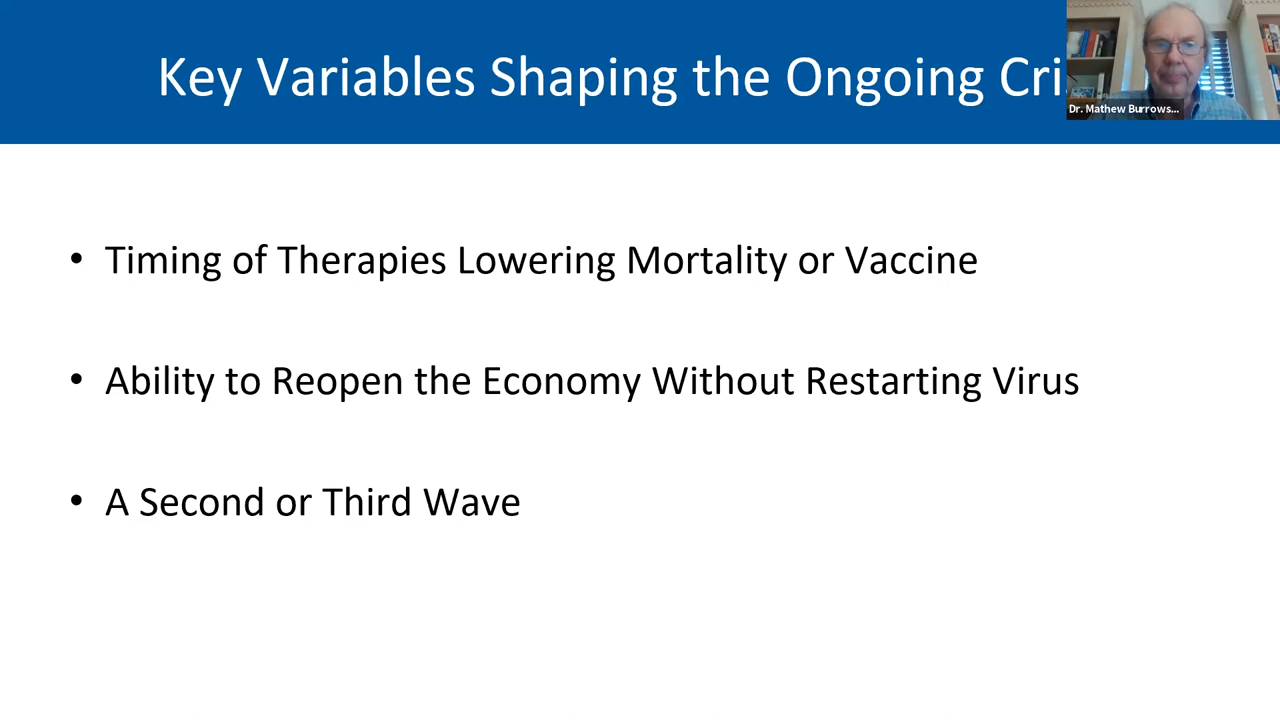 Key Variables Shaping the Ongoing
Dr. Mathew Burrows...
• Timing of Therapies Lowering Mortality or Vaccine
• Ability to Reopen the Economy Without Restarting Virus
• A Second or Third Wave